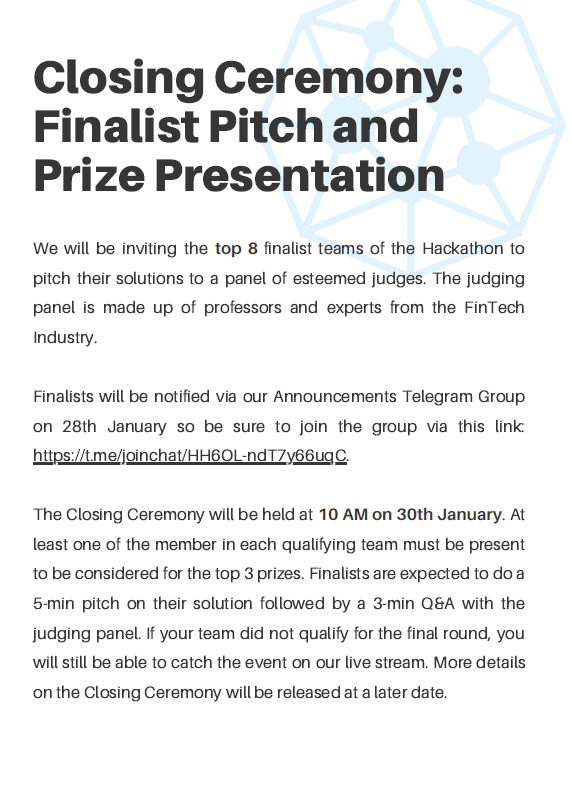 Closing Ceremony:
Finalist Pitch and
Prize Presentation
We will be inviting the top 8 finalist teams of the Hackathon to
pitch their solutions to a panel of esteemed judges. The judging
panel is made up of professors and experts from the FinTech
Industry.
Finalists will be notified via our Announcements Telegram Group
on 28th January so be sure to join the group via this link:
https://t.me/joinchat/HH6OL-ndT7y66uqC.
The Closing Ceremony will be held at 10 AM on 30th January. At
least one of the member in each qualifying team must be present
to be considered for the top 3 prizes. Finalists are expected to do a
5-min pitch on their solution followed by a 3-min Q&A with the
judging panel. If your team did not qualify for the final round, you
will still be able to catch the event on our live stream. More details
on the Closing Ceremony will be released at a later date.